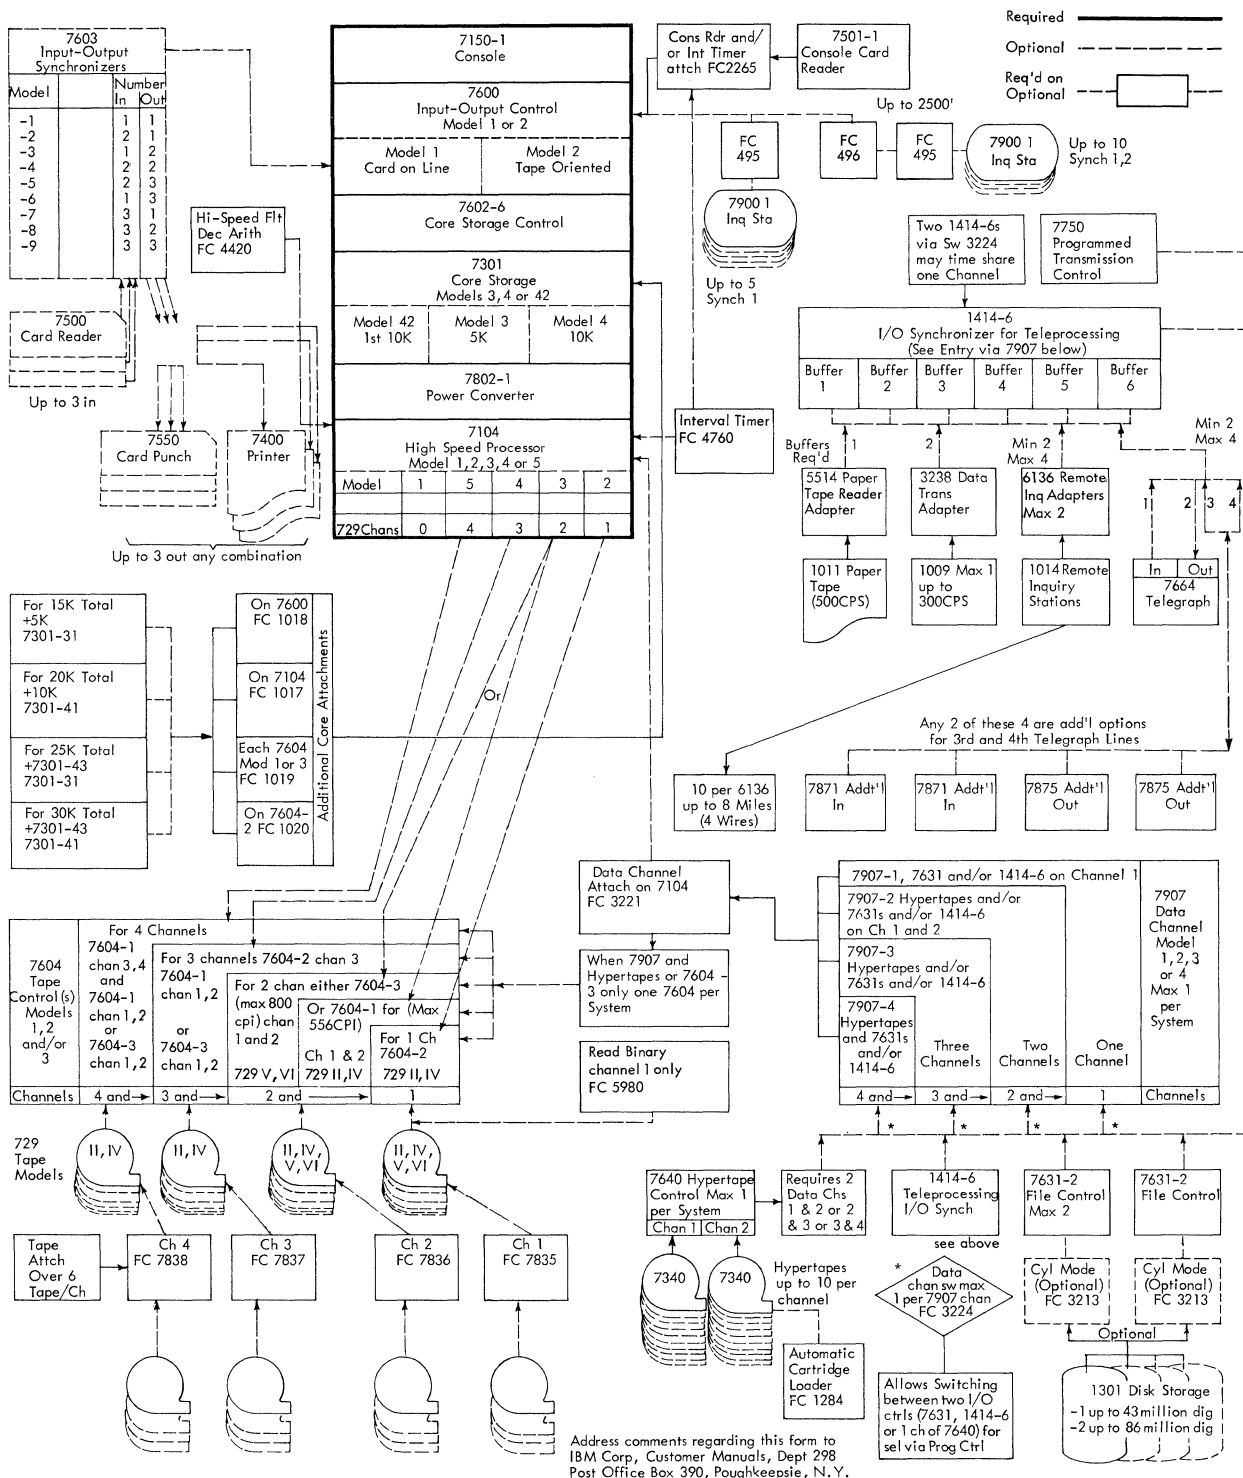 7603
Input-Output
Synchronizers
Model
Number
In Out
-1 1 1
-2 2 1
-3 1 2
-4 2 2
-5 2 3
-6 1 3
-7 3 1
-8 3 2
-9 3 3
7500
Card Reader
Up to 3 in
7550
Card Punch
7400
Printer
Up to 3 out any combination
Hi-Speed Flt
Dec Arith
FC 4420
7150-1
Console
7600
Input-Output Control
Model 1 or 2
Model 1
Card on Line
Model 2
Tape Oriented
7602-6
Core Storage Control
7301
Core Storage
Models 3,4 or 42
Model 42
1st 10K
Model 3
5K
Model 4
10K
7802-1
Power Converter
7104
High Speed Processor
Model 1,2,3,4 or 5
Model 1 5 4 3 2
729Chans 0 4 3 2 1
Cons Rdr and/
or Int Timer
attch FC2265
7501-1
Console Card
Reader
Required
Optional
Req'd on
Optional
Up to 2500'
FC
495
FC
496
FC
495
7900 1
Inq Sta
Up to 10
Synch 1,2
7900 1
Inq Sta
Up to 5
Synch 1
Two 1414-6s
via Sw 3224
may time share
one Channel
7750
Programmed
Transmission
Control
1414-6
I/O Synchronizer for Teleprocessing
(See Entry via 7907 below)
Buffer
1
Buffer
2
Buffer
3
Buffer
4
Buffer
5
Buffer
6
Interval Timer
FC 4760
Buffers
Req'd
1
2
Min 2
Max 4
Min 2
Max 4
5514 Paper
Tape Reader
Adapter
3238 Data
Trans
Adapter
6136 Remote
Inq Adapters
Max 2
1 2 3 4
1011 Paper
Tape
(500CPS)
1009 Max 1
up to
300CPS
1014 Remote
Inquiry
Stations
In Out
7664
Telegraph
For 15K Total
+5K
7301-31
For 20K Total
+10K
7301-41
For 25K Total
+7301-43
7301-31
For 30K Total
+7301-43
7301-41
On 7600
FC 1018
On 7104
FC 1017
Each 7604
Mod 1or 3
FC 1019
On 7604-
2 FC 1020
Additional Core Attachments
Or
Any 2 of these 4 are add'l options
for 3rd and 4th Telegraph Lines
10 per 6136
up to 8 Miles
(4 Wires)
7871 Addt'l
In
7871 Addt'l
In
7875 Addt'l
Out
7875 Addt'l
Out
Data Channel
Attach on 7104
FC 3221
When 7907 and
Hypertapes or 7604 -
3 only one 7604 per
System
Read Binary
channel 1 only
FC 5980
7907-1, 7631 and/or 1414-6 on Channel 1
7907-2 Hypertapes and/or
7631s and/or 1414-6
on Ch 1 and 2
7907-3
Hypertapes and/or
7631s and/or 1414-6
7907-4
Hypertapes
and 7631s
and/or
1414-6
Three
Channels
Two
Channels
One
Channel
7907
Data
Channel
Model
1,2,3
or 4
Max 1
per
System
4 and 3 and 2 and 1 Channels
7604
Tape
Control(s)
Models
1,2
and/or
3
For 4 Channels
7604-1
chan 3,4
and
7604-1
chan 1,2
or
7604-3
chan 1,2
For 3 channels 7604-2 chan 3
7604-1
chan 1,2
or
7604-3
chan 1,2
For 2 chan either 7604-3
(max 800
cpi) chan
1 and 2
729 V,VI
Or 7604-1 for (Max
556CPI)
Ch 1 & 2
729 II,IV
For 1 Ch
7604-2
729 II,IV
Channels 4 and 3 and 2 and 1
729
Tape
Models
II,IV
II,IV
II,IV,
V,VI
II,IV,
V,VI
Tape
Attch
Over 6
Tape/Ch
Ch 4
FC 7838
Ch 3
FC 7837
Ch 2
FC 7836
Ch 1
FC 7835
* * * *
7640 Hypertape
Control Max 1
per System
Chan 1 Chan 2
Requires 2
Data Chs
1 & 2 or 2
& 3 or 3 & 4
1414-6
Teleprocessing
I/O Synch
see above
7631-2
File Control
Max 2
7631-2
File Control
7340
7340
Hypertapes
up to 10 per
channel
Automatic
Cartridge
Loader
FC 1284
*
Data
chan sw max
1 per 7907 chan
FC 3224
Allows Switching
between two I/O
ctrls (7631, 1414-6
or 1 ch of 7640) for
sel via Prog Ctrl
Cyl Mode
(Optional)
FC 3213
Cyl Mode
(Optional)
FC 3213
Optional
1301 Disk Storage
-1 up to 43 million dig
-2 up to 86 million dig
Address comments regarding this form to
IBM Corp, Customer Manuals, Dept 298
Post Office Box 390, Poughkeepsie, N.Y.